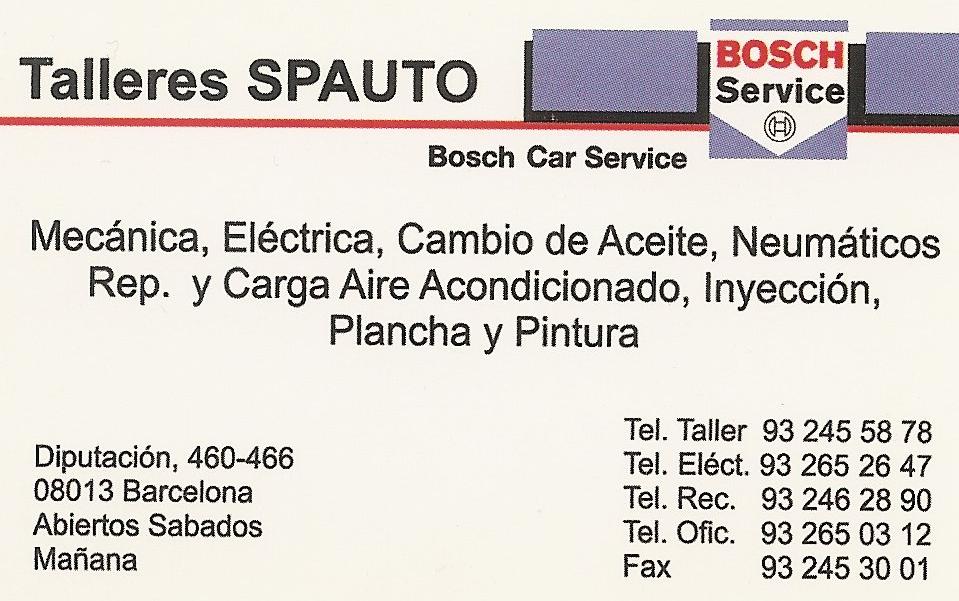 Talleres SPAUTO
BOSCH
Service
Bosch Car Service
Mecánica, Eléctrica, Cambio de Aceite, Neumáticos
Rep. y Carga Aire Acondicionado, Inyección,
Plancha y Pintura
Diputación, 460-466
08013 Barcelona
Abiertos Sabados
Mañana
Tel. Taller 93 245 58 78
Tel. Eléct. 93 265 26 47
Tel. Rec. 93 246 28 90
Tel. Ofic. 93 265 03 12
Fax 93 245 30 01